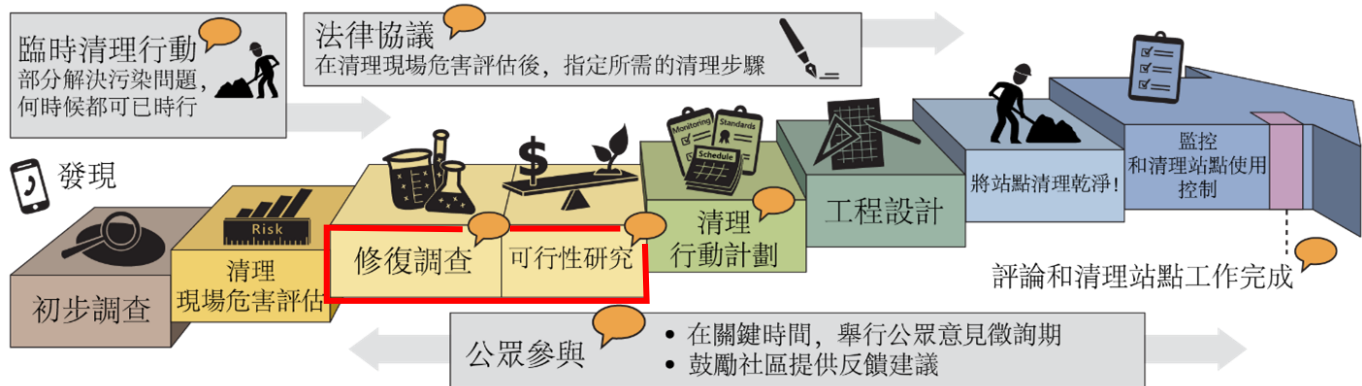 臨時清理行動
部分解決污染問題，
何時候都可已時行
法律協議
在清理現場危害評估後，指定所需的清理步驟
發現
初步調查
Risk
清理
現場危害評估
修復調查
$
可行性研究
Monitoring
Standards
Schedule
清理
行動計劃
工程設計
將站點清理乾淨！
監控
和清理站點使用
控制
評論和清理站點工作完成
公眾參與
• 在關鍵時間，舉行公眾意見徵詢期
• 鼓勵社區提供反饋建議